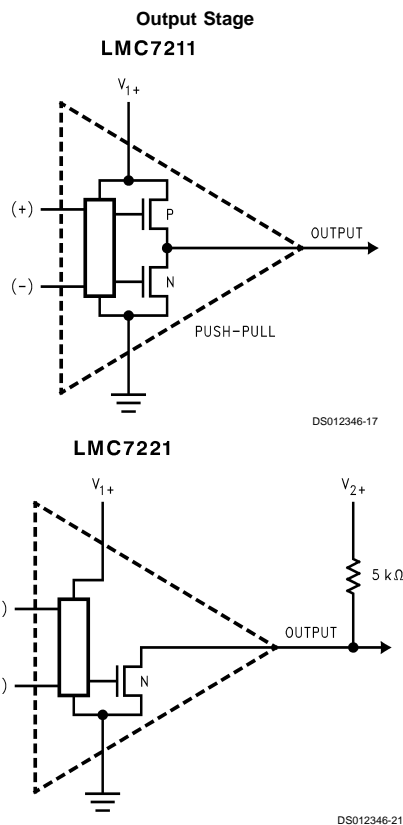 Output Stage
LMC7211
V1+
(+)
P
OUTPUT
(-)
N
PUSH-PULL
DS012346-17
LMC7221
V1+
V2+
5 kΩ
)
OUTPUT
)
N
DS012346-21